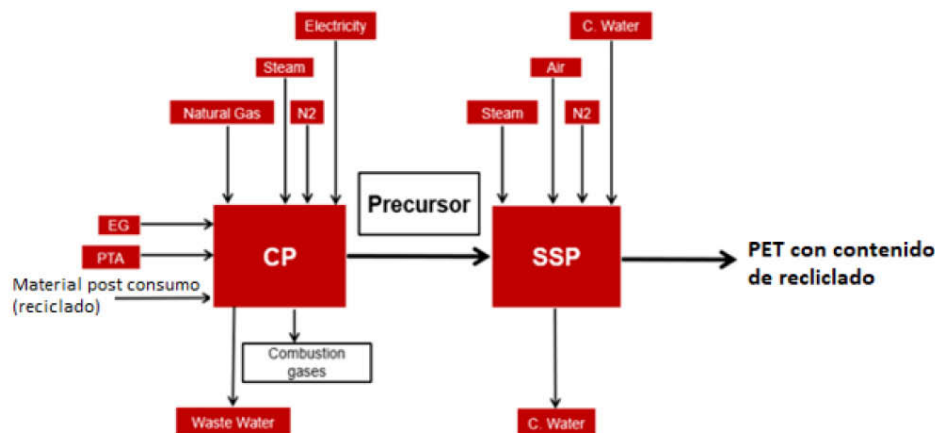 Electricity
C. Water
Steam
Air
Natural Gas
N2
Steam
N2
Precursor
EG
PTA
Material post consumo
(reciclado)
CP
SSP
PET con contenido
de recliclado
Combustion
gases
Waste Water
C. Water